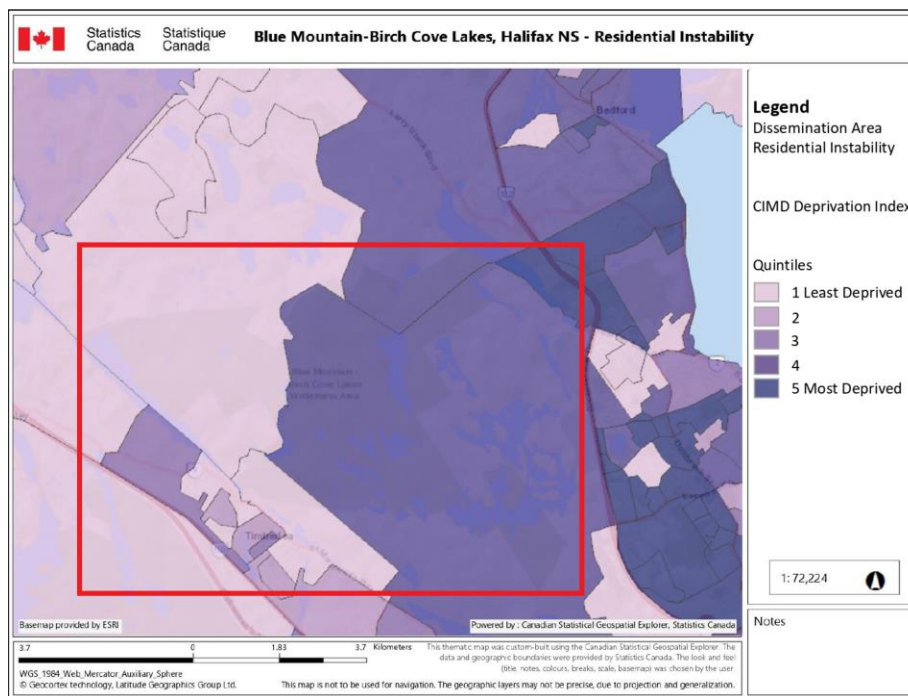 Statistics Canada
Statistique Canada
Blue Mountain-Birch Cove Lakes, Halifax NS - Residential Instability
Bedford
Larry Uteck Blvd
Blue Mountain -
Birch Cove Lakes
Wilderness Area
Timberlea
Basemap provided by ESRI
Powered by : Canadian Statistical Geospatial Explorer, Statistics Canada
Legend
Dissemination Area
Residential Instability
CIMD Deprivation Index
Quintiles
1 Least Deprived
2
3
4
5 Most Deprived
1: 72,224
Notes
3.7 0 1.83 3.7 Kilometers
WGS_1984_Web_Mercator_Auxiliary_Sphere
© Geocortex technology, Latitude Geographics Group Ltd.
This thematic map was custom-built using the Canadian Statistical Geospatial Explorer. The
data and geographic boundaries were provided by Statistics Canada. The look and feel
(title, notes, colours, breaks, scale, basemap) was chosen by the user.
This map is not to be used for navigation. The geographic layers may not be precise, due to projection and generalization.